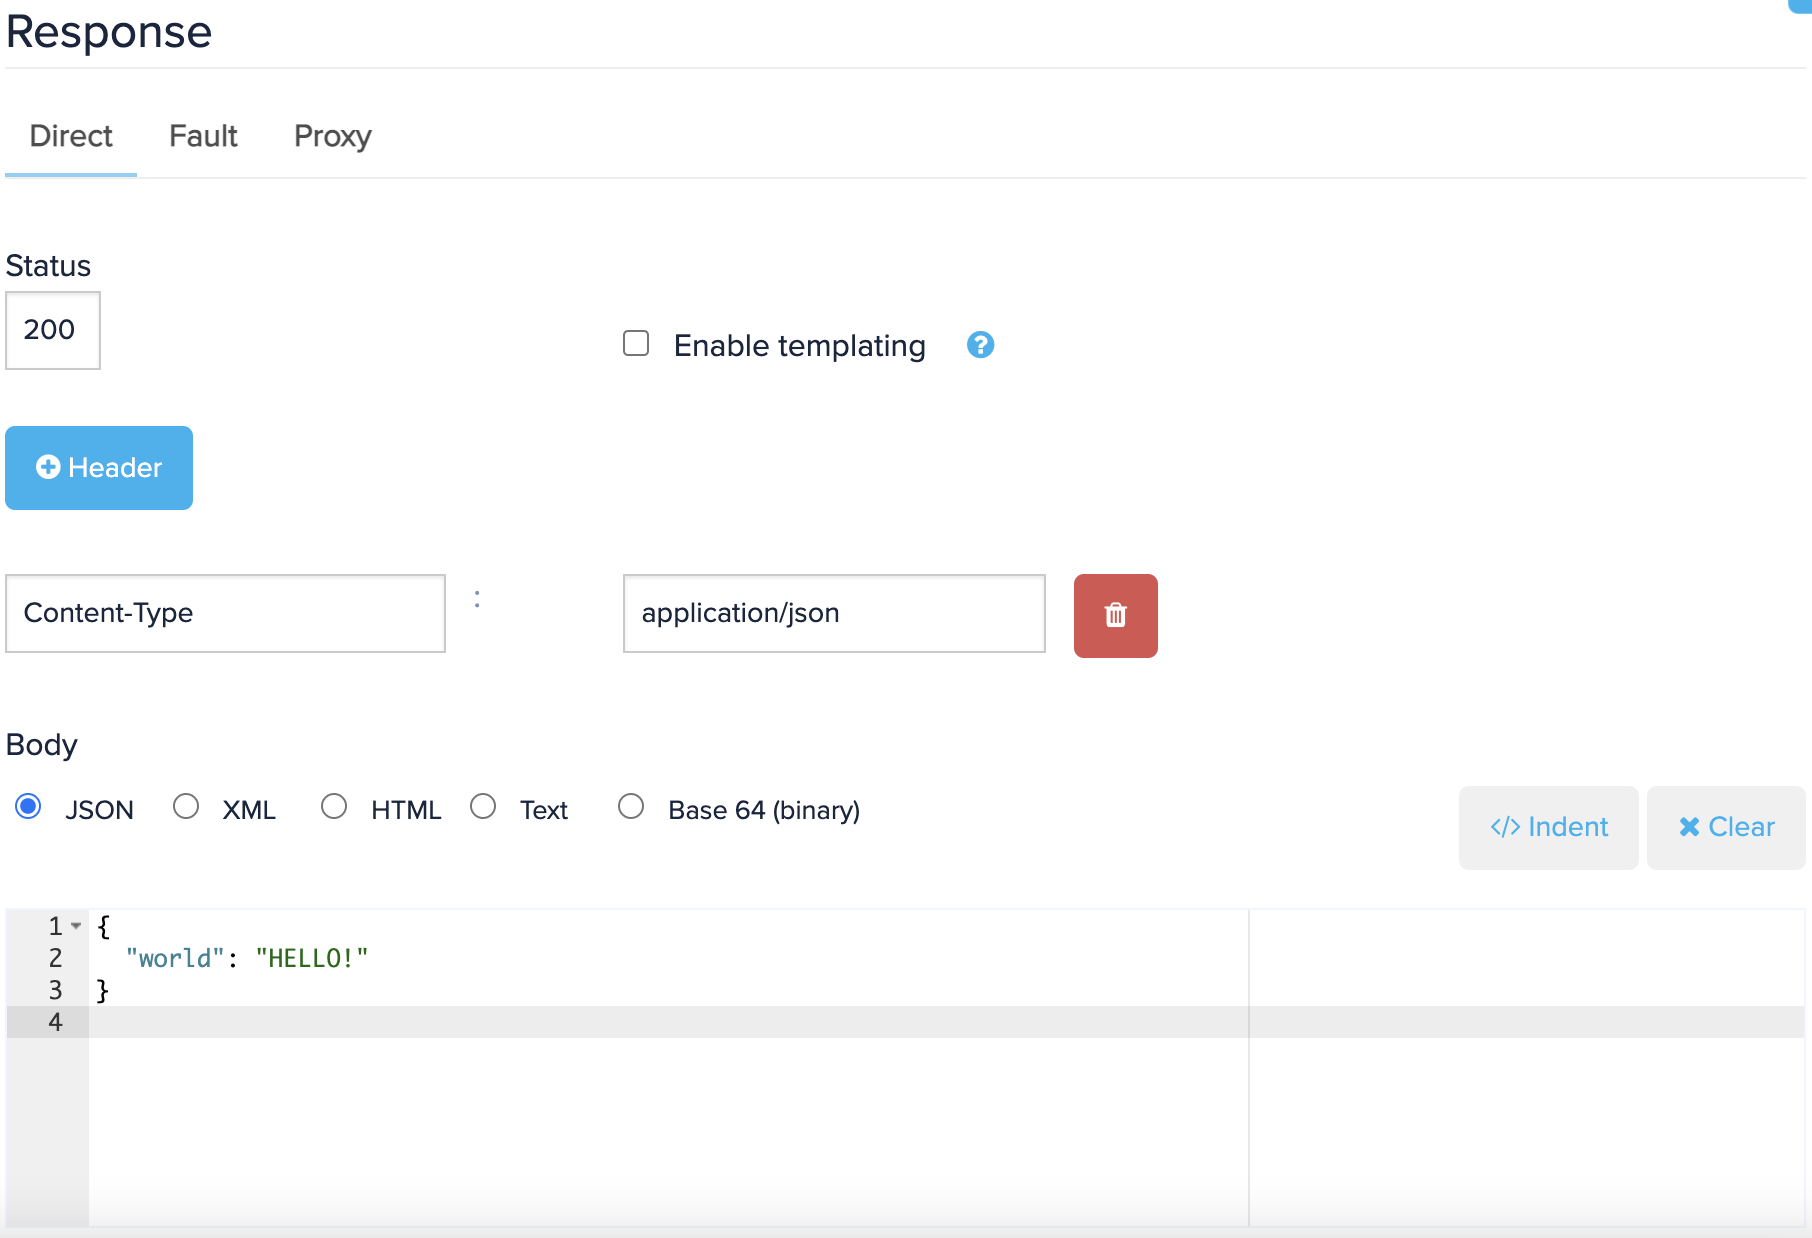 Response
Direct Fault Proxy
Status
200
Enable templating ?
Header
Content-Type : application/json
Body
JSON XML HTML Text Base 64 (binary)
</> Indent Clear
1 {
2 "world": "HELLO!"
3 }
4